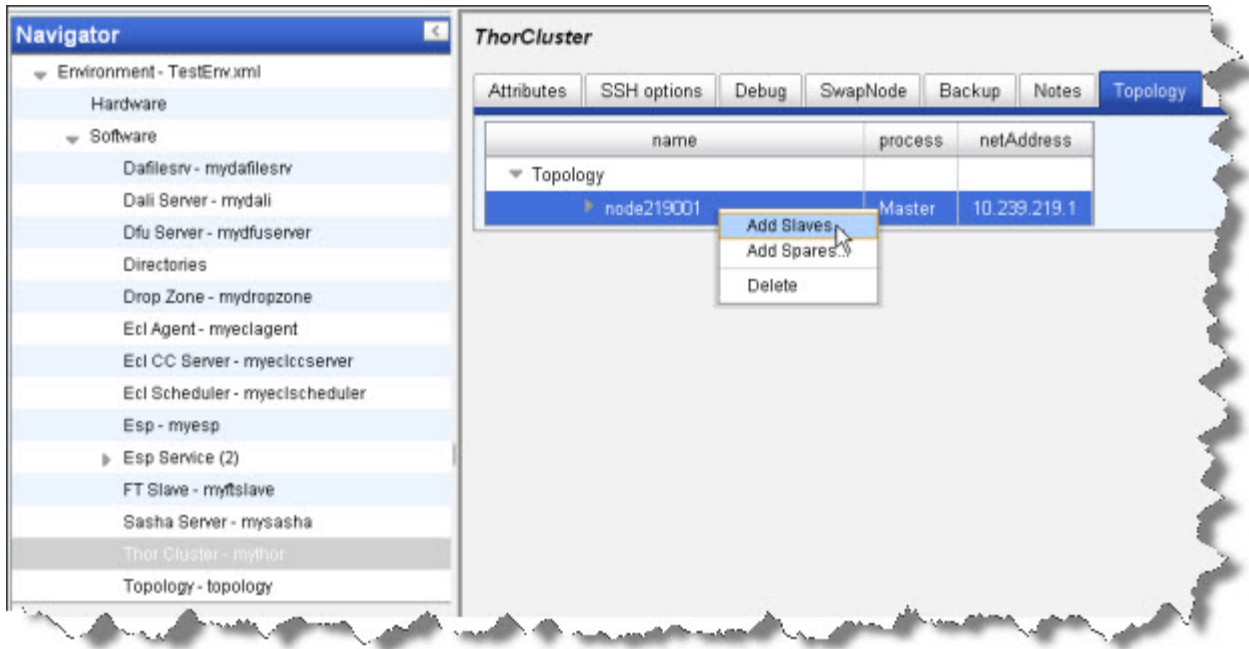 Navigator
Environment - TestEnv.xml
Hardware
Software
Dafilesrv - mydafilesrv
Dali Server - mydali
Dfu Server - mydfuserver
Directories
Drop Zone - mydropzone
Ecl Agent - myeclagent
Ecl CC Server - myeclccserver
Ecl Scheduler - myeclscheduler
Esp - myesp
Esp Service (2)
FT Slave - myftslave
Sasha Server - mysasha
Thor Cluster - mythor
Topology - topology
ThorCluster
Attributes SSH options Debug SwapNode Backup Notes Topology
name process netAddress
Topology
node219001 Master 10.239.219.1
Add Slaves...
Add Spares...
Delete